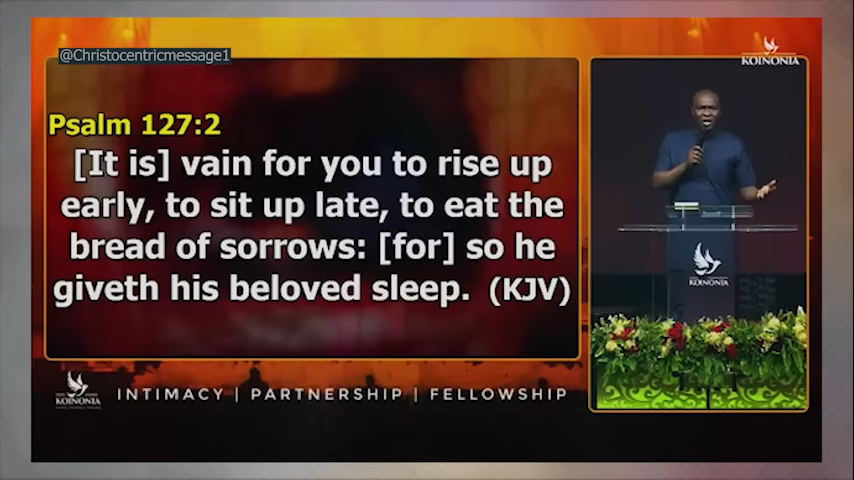 @Christocentricmessage1
KOINONIA
Psalm 127:2
[It is] vain for you to rise up
early, to sit up late, to eat the
bread of sorrows: [for] so he
giveth his beloved sleep. (KJV)
KOINONIA
KOINONIA
INTIMACY | PARTNERSHIP | FELLOWSHIP